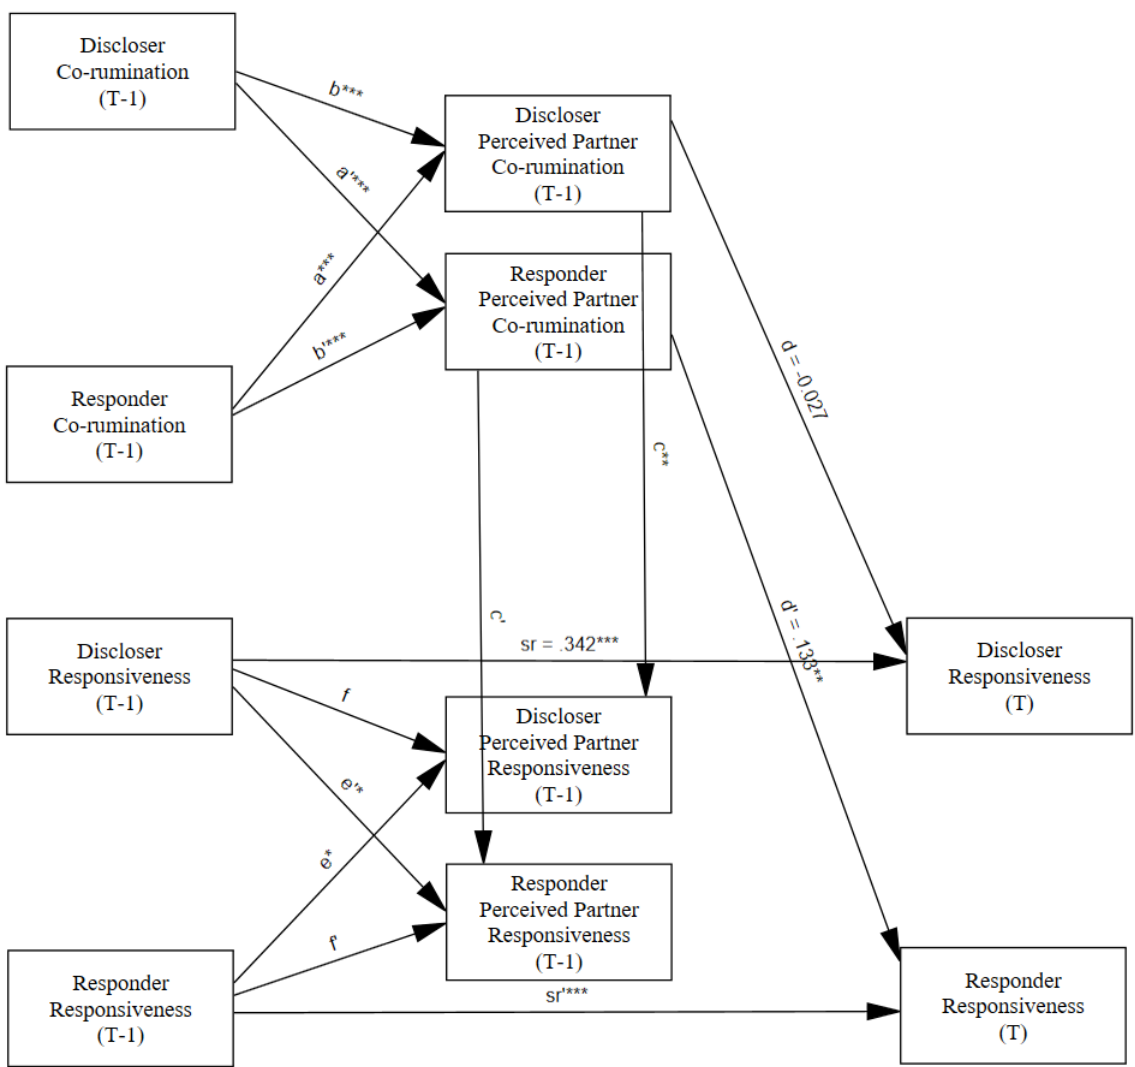 Discloser
Co-rumination
(T-1)
b***
a'***
Discloser
Perceived Partner
Co-rumination
(T-1)
a***
b'***
Responder
Perceived Partner
Co-rumination
(T-1)
Responder
Co-rumination
(T-1)
d = -0.027
c**
c'
d' = .133**
Discloser
Responsiveness
(T-1)
sr = .342***
f
e'*
Discloser
Perceived Partner
Responsiveness
(T-1)
Discloser
Responsiveness
(T)
e*
f'
Responder
Perceived Partner
Responsiveness
(T-1)
Responder
Responsiveness
(T-1)
sr'***
Responder
Responsiveness
(T)